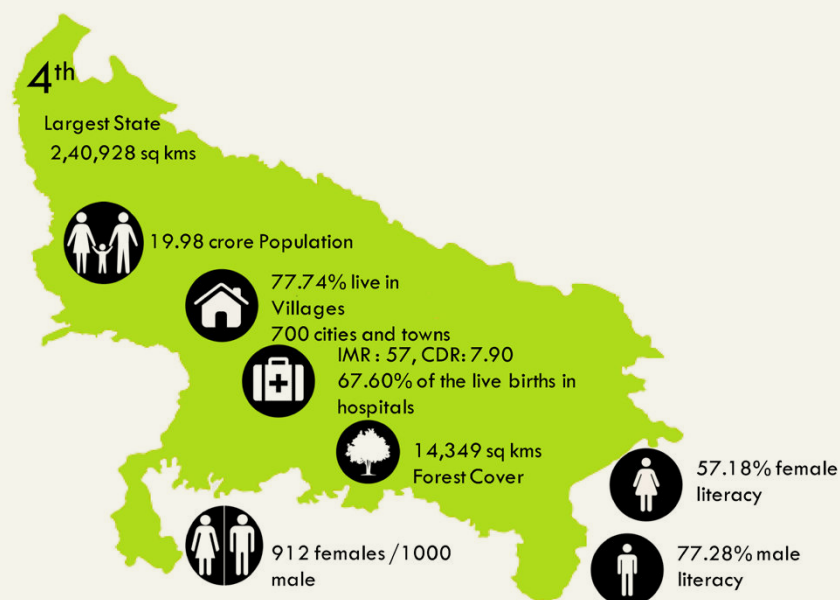 4th
Largest State
2,40,928 sq kms
19.98 crore Population
77.74% live in
Villages
700 cities and towns
IMR : 57, CDR: 7.90
67.60% of the live births in
hospitals
14,349 sq kms
Forest Cover
57.18% female
literacy
912 females /1000
male
77.28% male
literacy